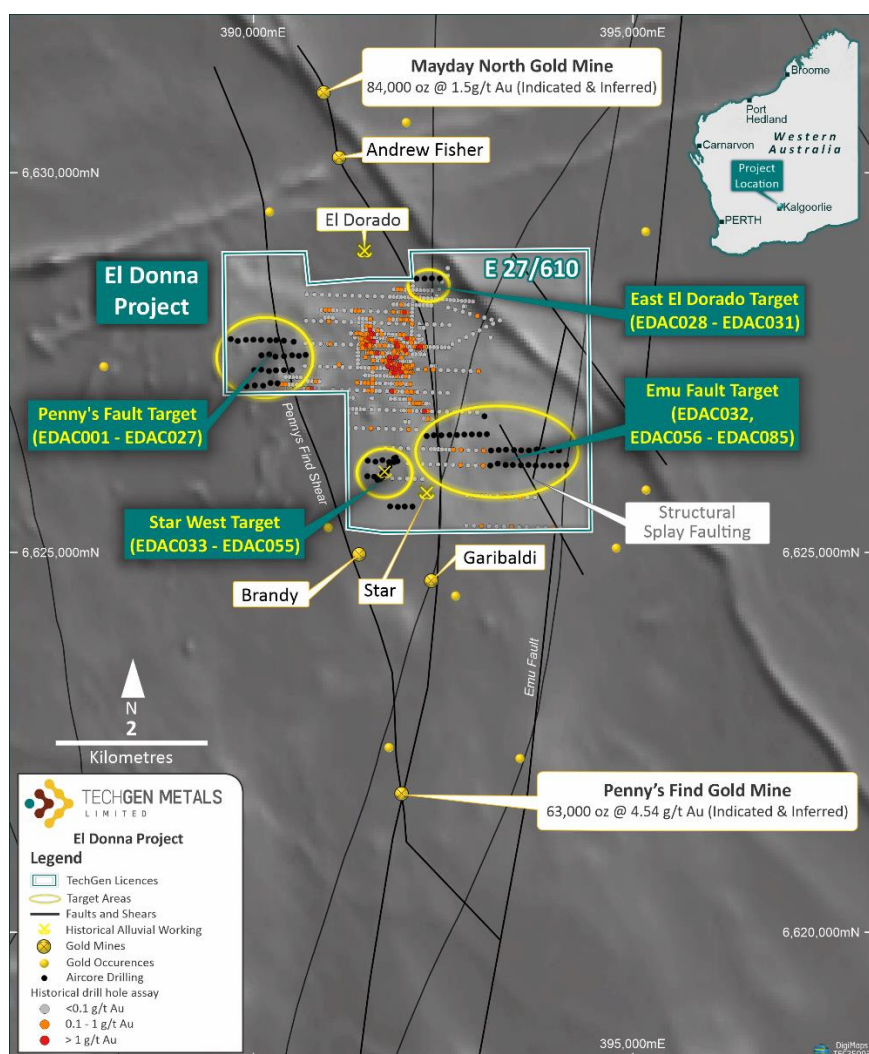 390,000mE
395,000mE
Mayday North Gold Mine
84,000 oz @ 1.5g/t Au (Indicated & Inferred)
Broome
Port
Hedland
Western
Australia
Carnarvon
Project
Location
Kalgoorlie
PERTH
Andrew Fisher
6,630,000mN
6,630,000mN
El Dorado
El Donna
Project
E 27/610
East El Dorado Target
(EDAC028 - EDAC031)
Emu Fault Target
(EDAC032,
EDAC056 - EDAC085)
Penny's Fault Target
(EDAC001 - EDAC027)
Pennys Find Shear
Star West Target
(EDAC033 - EDAC055)
Structural
Splay Faulting
6,625,000mN
6,625,000mN
Brandy
Star
Garibaldi
Emu Fault
N
2
Kilometres
Penny's Find Gold Mine
63,000 oz @ 4.54 g/t Au (Indicated & Inferred)
TECHGEN METALS
LIMITED
El Donna Project
Legend
TechGen Licences
Target Areas
Faults and Shears
Historical Alluvial Working
Gold Mines
Gold Occurences
Aircore Drilling
Historical drill hole assay
<0.1 g/t Au
0.1 - 1 g/t Au
> 1 g/t Au
6,620,000mN
395,000mE
DigiMaps